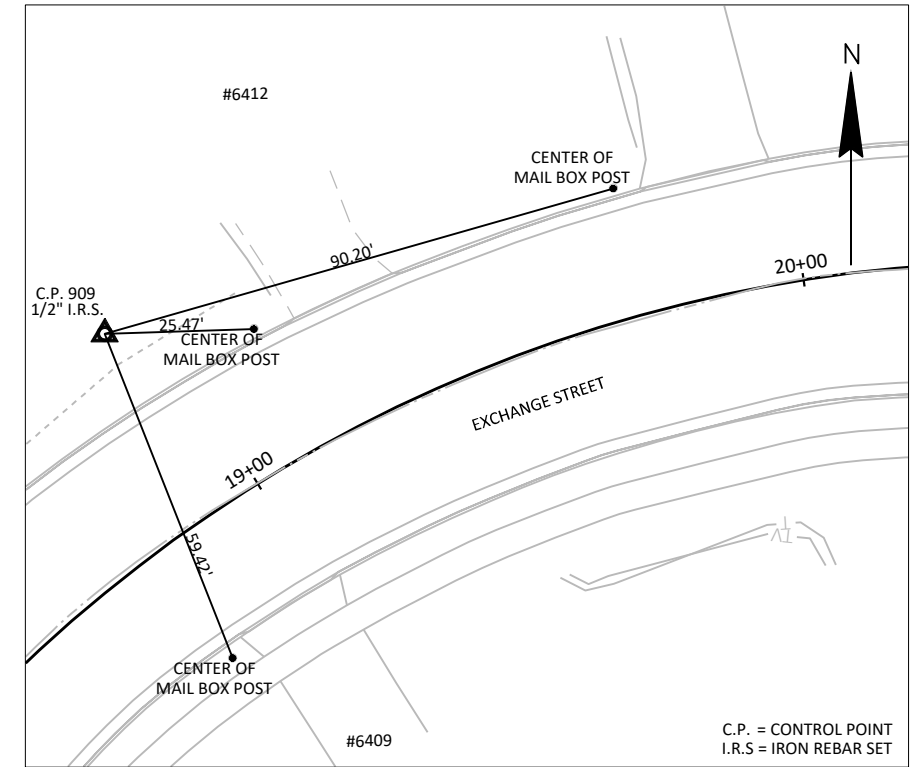 #6412
N
CENTER OF
MAIL BOX POST
90.20'
20+00
C.P. 909
1/2" I.R.S.
25.47'
CENTER OF
MAIL BOX POST
EXCHANGE STREET
19+00
59.42'
CENTER OF
MAIL BOX POST
#6409
C.P. = CONTROL POINT
I.R.S = IRON REBAR SET